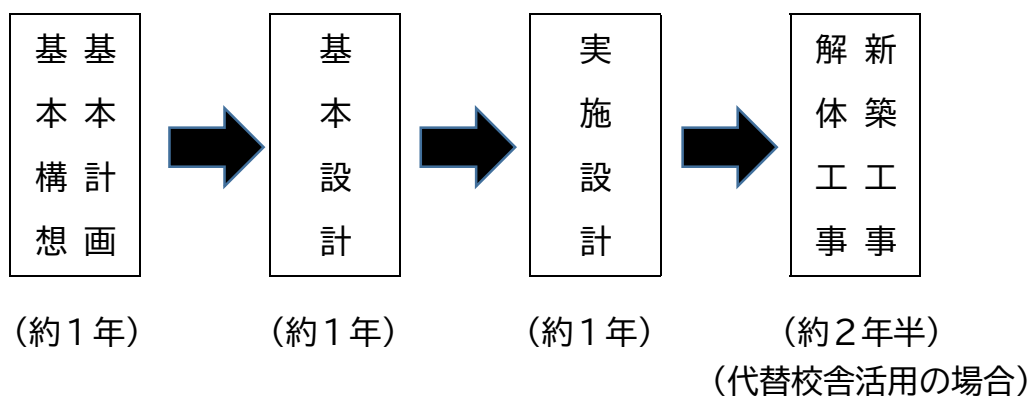 基本構想
基本計画
(約1年)
基本設計
(約1年)
実施設計
(約1年)
解体工事
新築工事
(約2年半)
(代替校舎活用の場合)